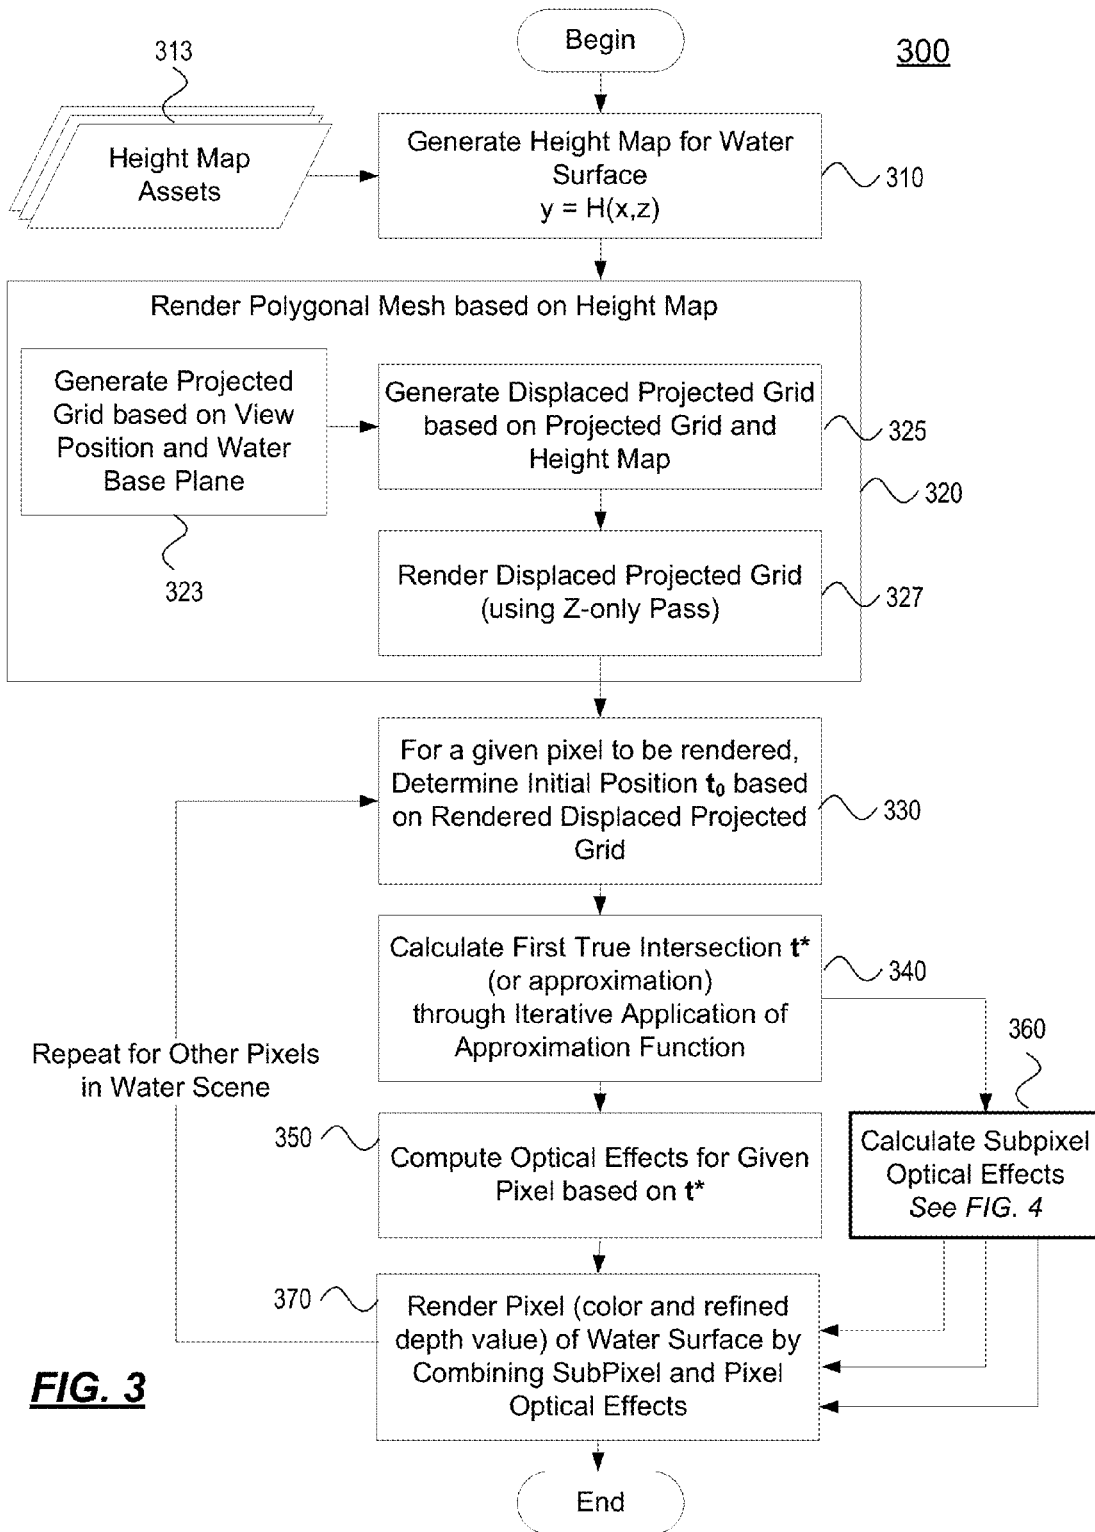 Begin
300
313
Height Map
Assets
Generate Height Map for Water
Surface
y = H(x,z)
310
Render Polygonal Mesh based on Height Map
Generate Projected
Grid based on View
Position and Water
Base Plane
323
Generate Displaced Projected Grid
based on Projected Grid and
Height Map
325
320
Render Displaced Projected Grid
(using Z-only Pass)
327
For a given pixel to be rendered,
Determine Initial Position t₀ based
on Rendered Displaced Projected
Grid
330
Calculate First True Intersection t*
(or approximation)
through Iterative Application of
Approximation Function
340
Repeat for Other Pixels
in Water Scene
360
350
Compute Optical Effects for Given
Pixel based on t*
Calculate Subpixel
Optical Effects
See FIG. 4
370
Render Pixel (color and refined
depth value) of Water Surface by
Combining SubPixel and Pixel
Optical Effects
FIG. 3
End